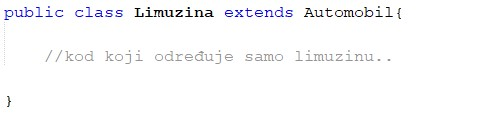 public class Limuzina extends Automobil{
//kod koji određuje samo limuzinu..
}